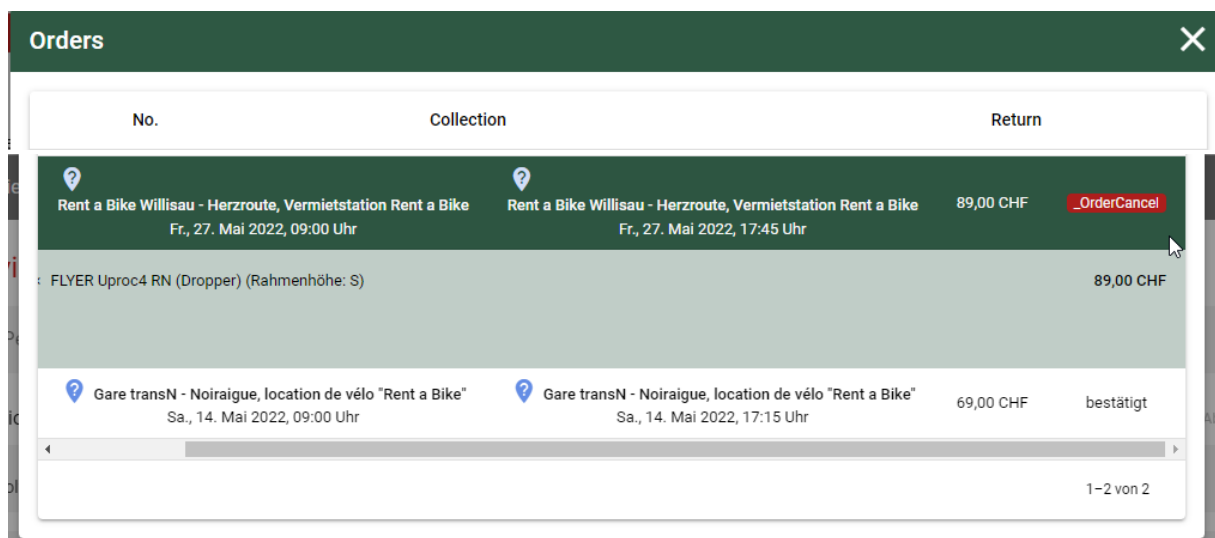 Orders
No. Collection Return
Rent a Bike Willisau - Herzroute, Vermietstation Rent a Bike Rent a Bike Willisau - Herzroute, Vermietstation Rent a Bike 89,00 CHF _OrderCancel
Fr., 27. Mai 2022, 09:00 Uhr Fr., 27. Mai 2022, 17:45 Uhr
FLYER Uproc4 RN (Dropper) (Rahmenhöhe: S) 89,00 CHF
Gare transN - Noiraigue, location de vélo "Rent a Bike" Gare transN - Noiraigue, location de vélo "Rent a Bike" 69,00 CHF bestätigt
Sa., 14. Mai 2022, 09:00 Uhr Sa., 14. Mai 2022, 17:15 Uhr
1–2 von 2